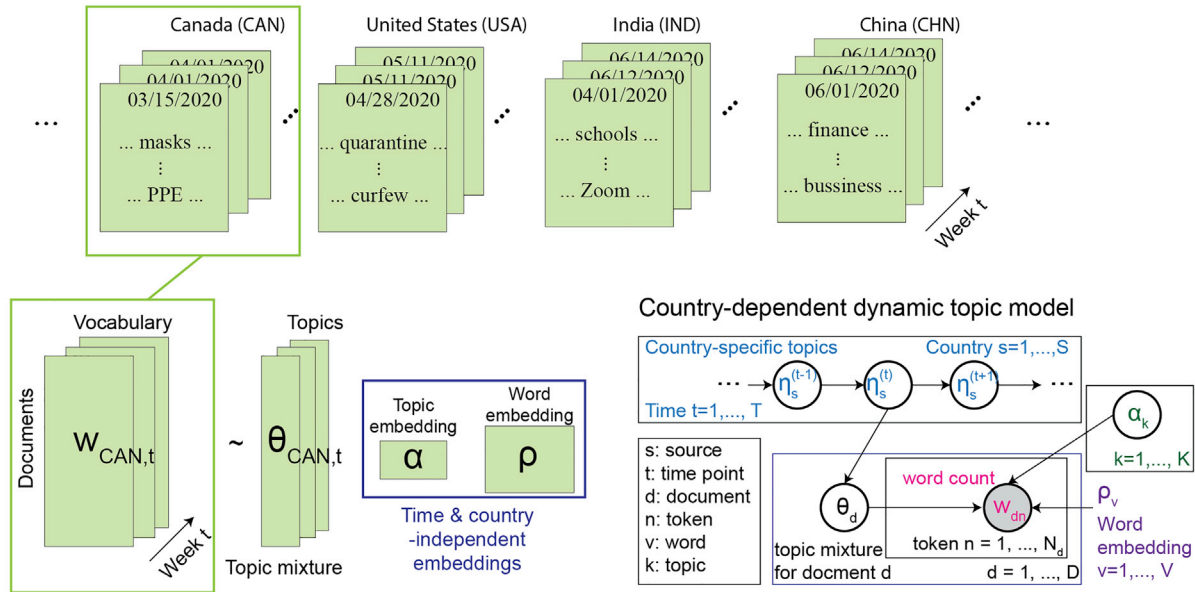 Canada (CAN)
04/01/2020
04/01/2020
03/15/2020
... masks ...
⋮
... PPE ...
United States (USA)
05/11/2020
05/11/2020
04/28/2020
... quarantine ...
⋮
... curfew ...
India (IND)
06/14/2020
06/12/2020
04/01/2020
... schools ...
⋮
... Zoom ...
China (CHN)
06/14/2020
06/12/2020
06/01/2020
... finance ...
⋮
... bussiness ...
...
...
Week t
Vocabulary
Documents
w CAN,t
Week t
~
Topics
θ CAN,t
Topic mixture
Topic
embedding
α
Word
embedding
ρ
Time & country
-independent
embeddings
Country-dependent dynamic topic model
Country-specific topics
Country s=1,...,S
... η_s^(t-1) η_s^(t) η_s^(t+1) ...
Time t=1,..., T
α_k
k=1,..., K
s: source
t: time point
d: document
n: token
v: word
k: topic
word count
θ_d
w_dn
token n = 1, ..., N_d
topic mixture
for docment d
d = 1, ..., D
ρ_v
Word
embedding
v=1,..., V